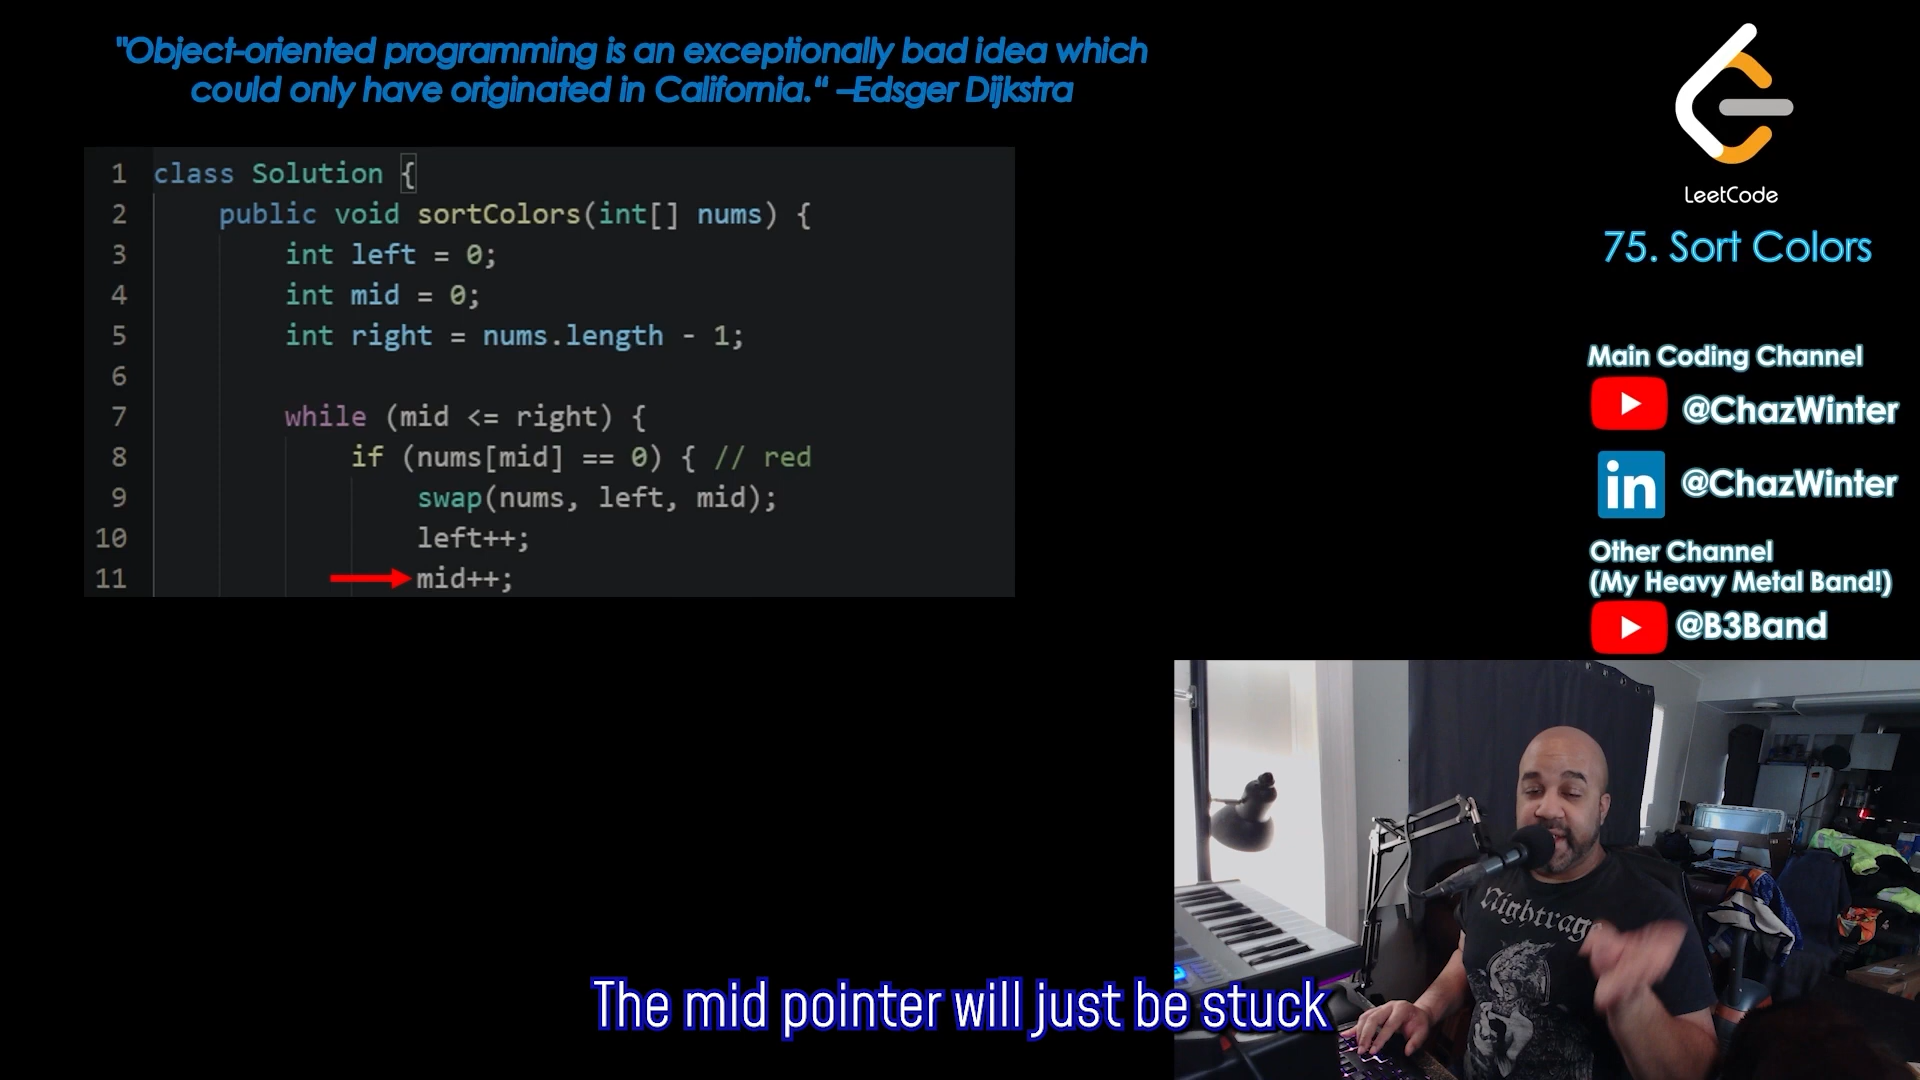 "Object-oriented programming is an exceptionally bad idea which
could only have originated in California.“ –Edsger Dijkstra
1 class Solution {
2 public void sortColors(int[] nums) {
3 int left = 0;
4 int mid = 0;
5 int right = nums.length - 1;
6
7 while (mid <= right) {
8 if (nums[mid] == 0) { // red
9 swap(nums, left, mid);
10 left++;
11 mid++;
LeetCode
75. Sort Colors
Main Coding Channel
@ChazWinter
in @ChazWinter
Other Channel
(My Heavy Metal Band!)
@B3Band
Nightrage
The mid pointer will just be stuck